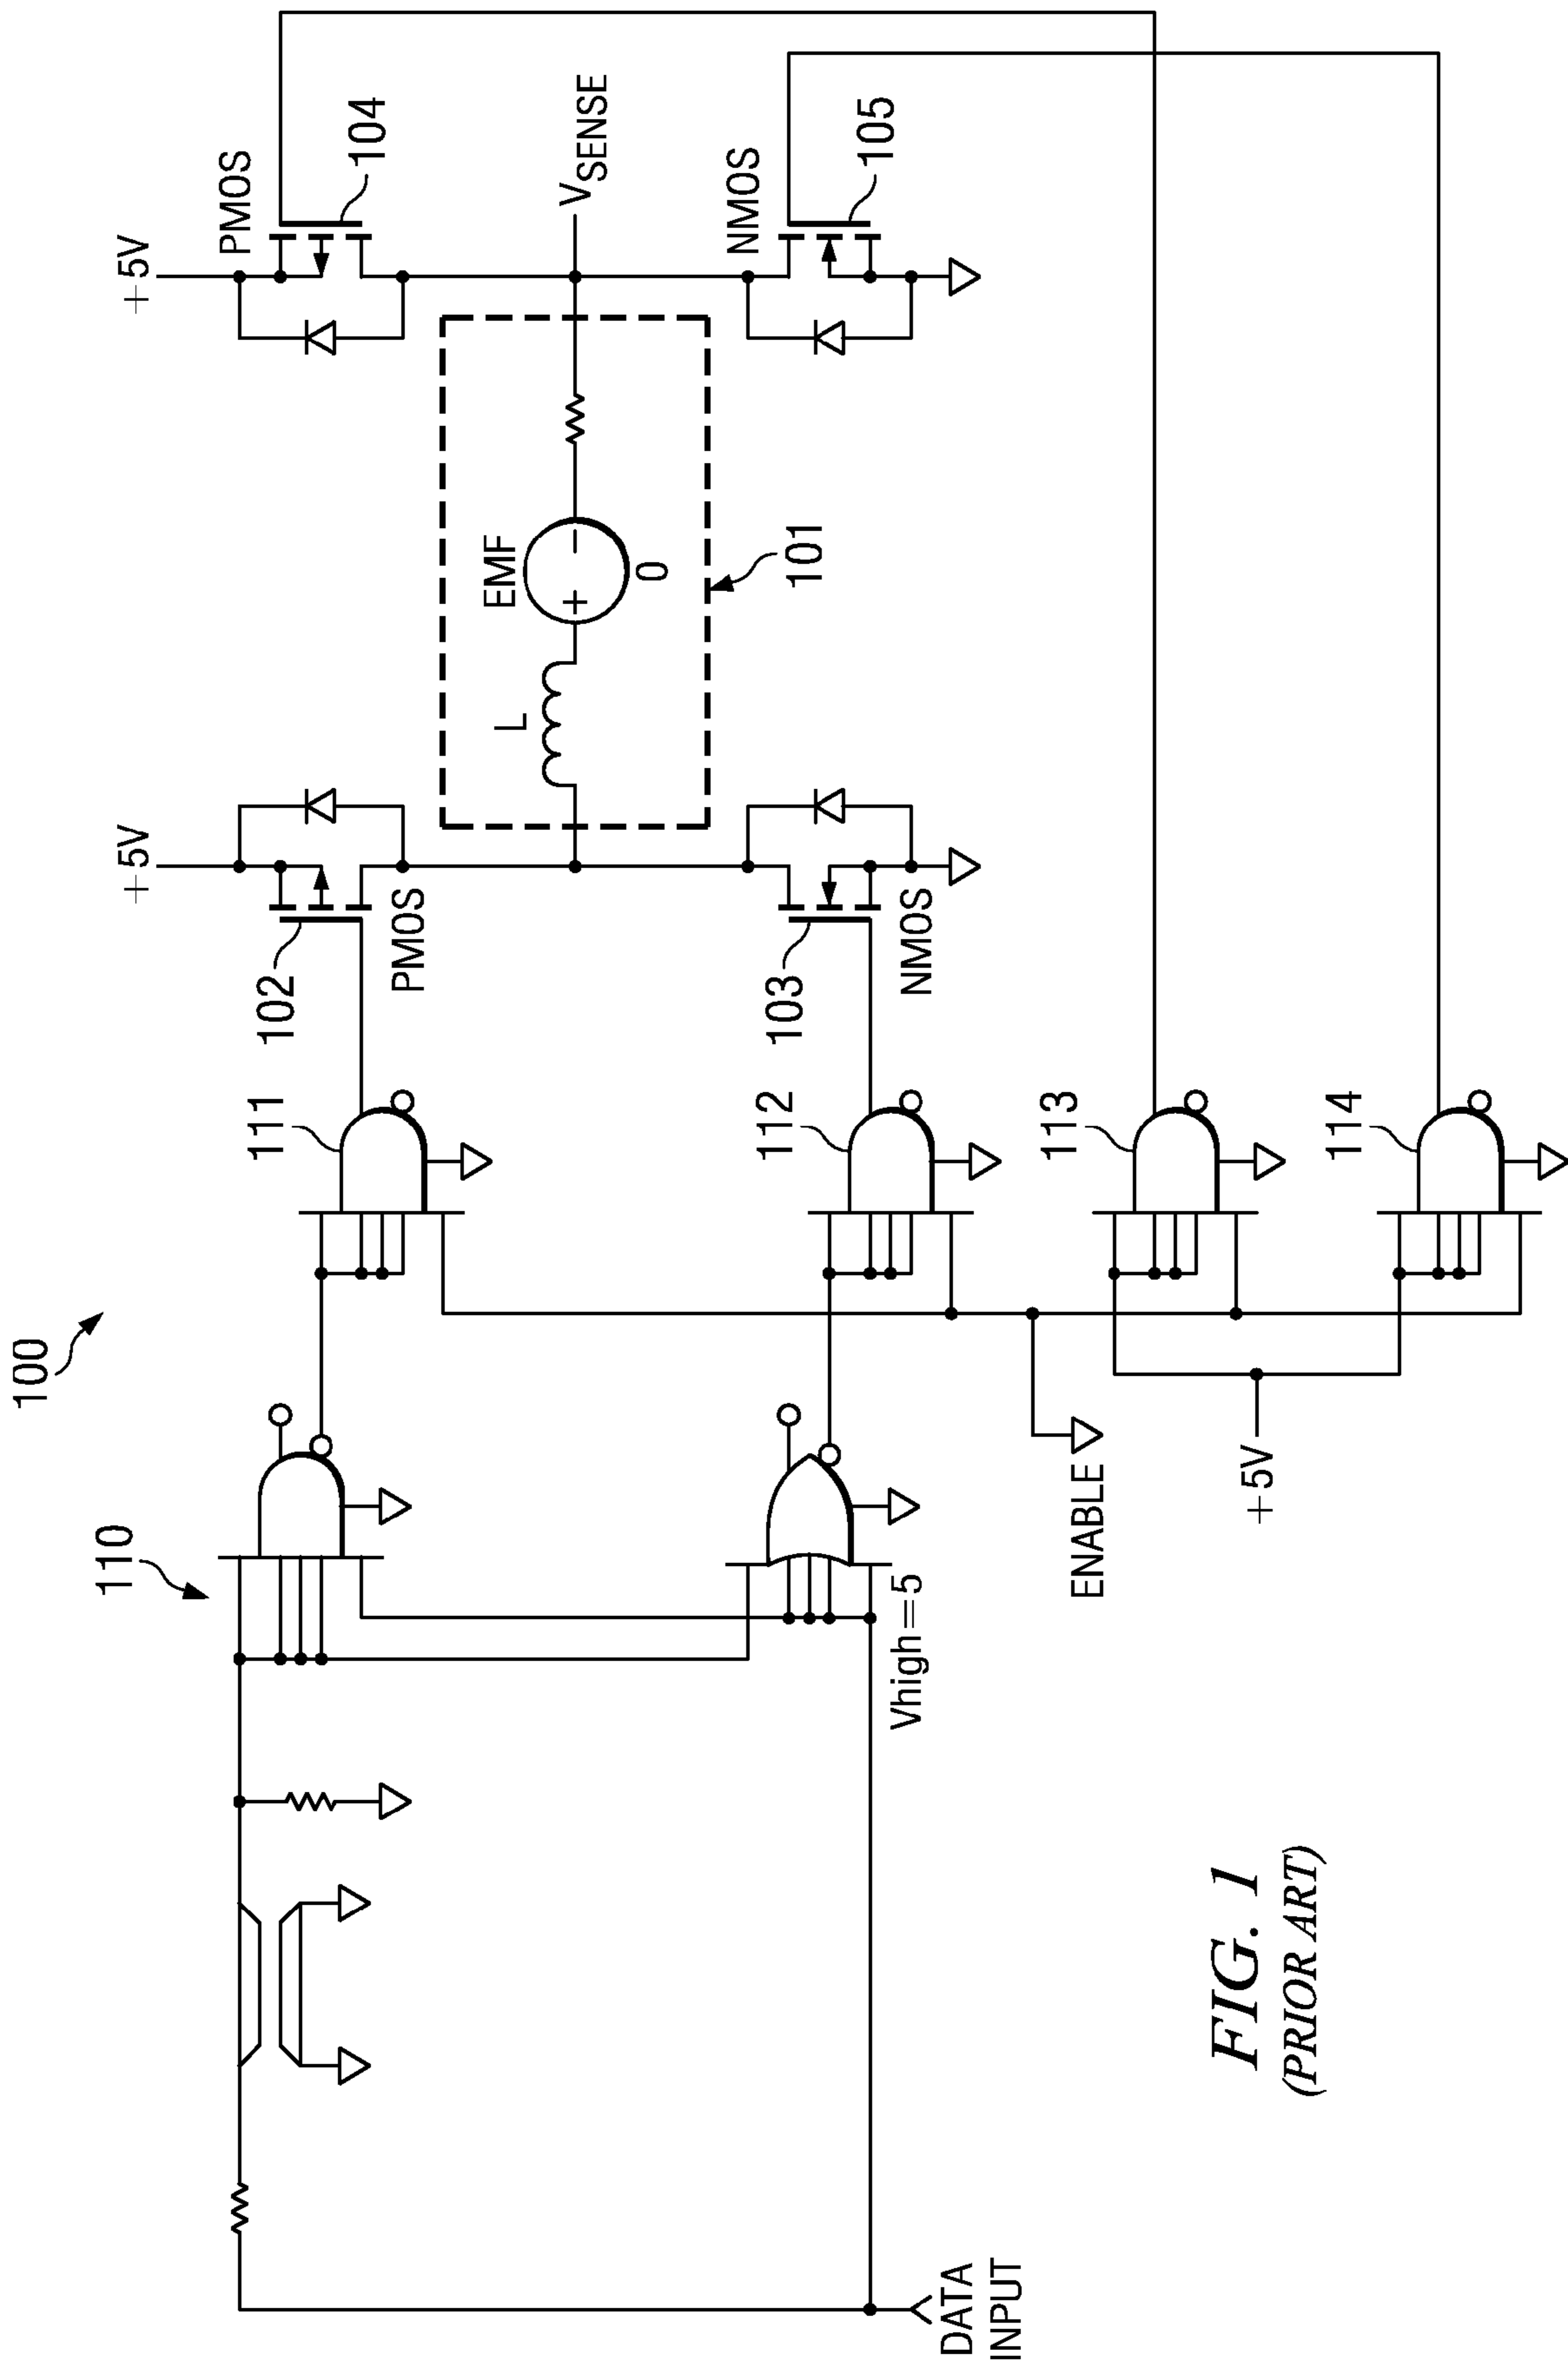 100
110
111
112
113
114
102
PMOS
103
NMOS
+5V
+5V
PMOS
104
NMOS
105
VSENSE
L
EMF
+
−
0
101
Vhigh=5
ENABLE
+5V
DATA
INPUT
FIG. 1
(PRIOR ART)